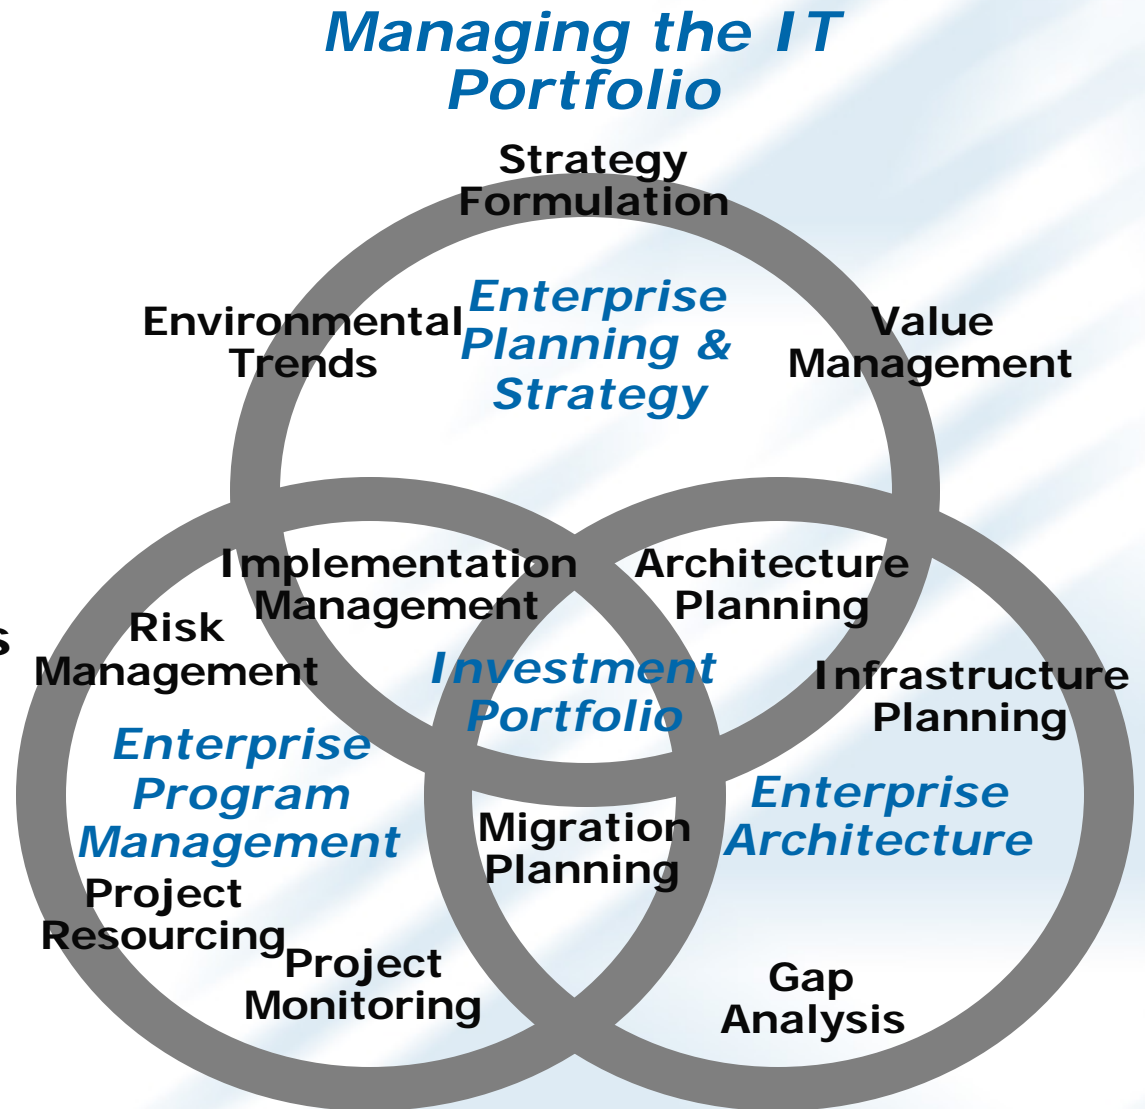 Managing the IT
Portfolio
Strategy
Formulation
Environmental
Trends
Enterprise
Planning &
Strategy
Value
Management
Implementation
Management
Architecture
Planning
s
Risk
Management
Investment
Portfolio
Infrastructure
Planning
Enterprise
Program
Management
Migration
Planning
Enterprise
Architecture
Project
Resourcing
Project
Monitoring
Gap
Analysis